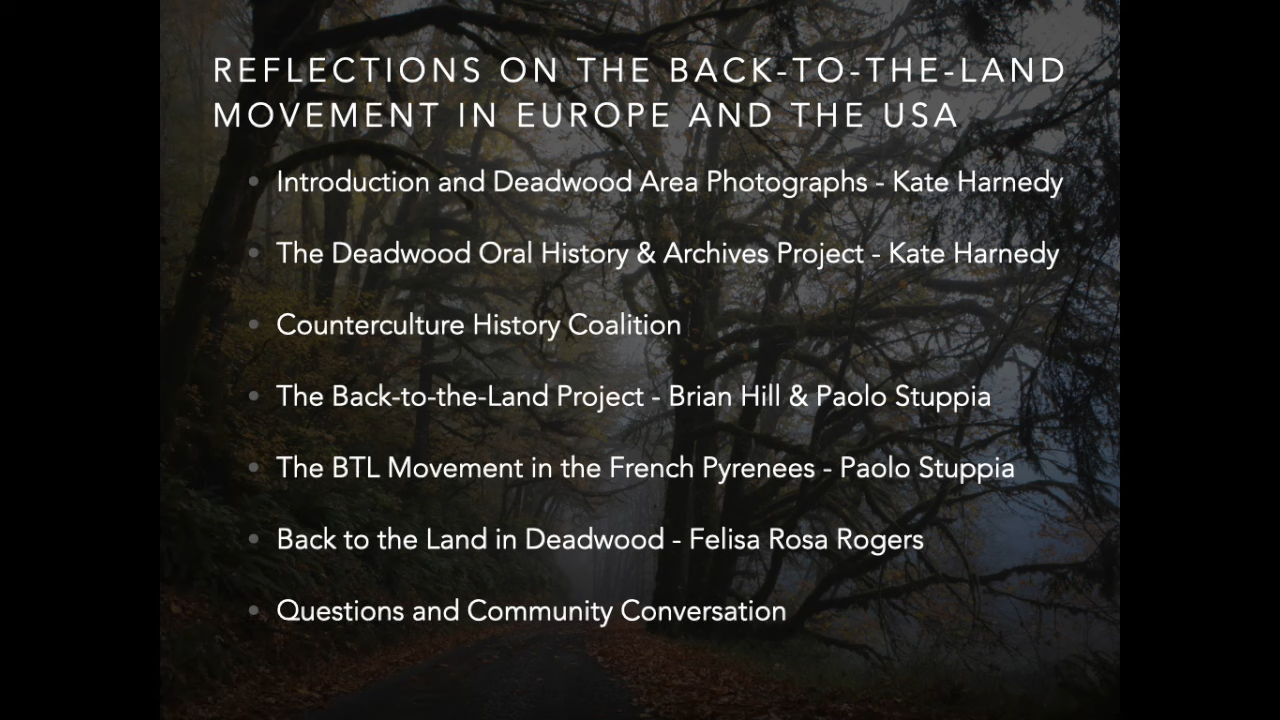 REFLECTIONS ON THE BACK-TO-THE-LAND
MOVEMENT IN EUROPE AND THE USA
• Introduction and Deadwood Area Photographs - Kate Harnedy
• The Deadwood Oral History & Archives Project - Kate Harnedy
• Counterculture History Coalition
• The Back-to-the-Land Project - Brian Hill & Paolo Stuppia
• The BTL Movement in the French Pyrenees - Paolo Stuppia
• Back to the Land in Deadwood - Felisa Rosa Rogers
• Questions and Community Conversation